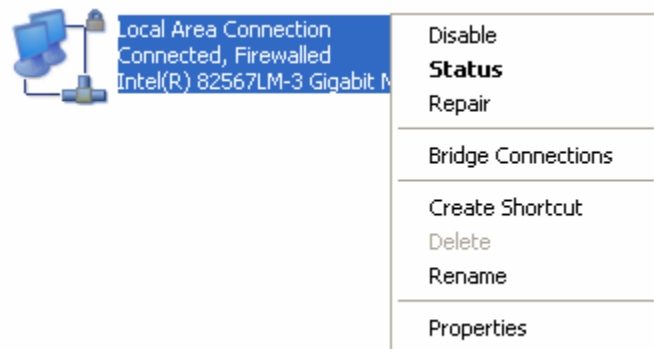 Local Area Connection
Connected, Firewalled
Intel(R) 82567LM-3 Gigabit
Disable
Status
Repair
Bridge Connections
Create Shortcut
Delete
Rename
Properties